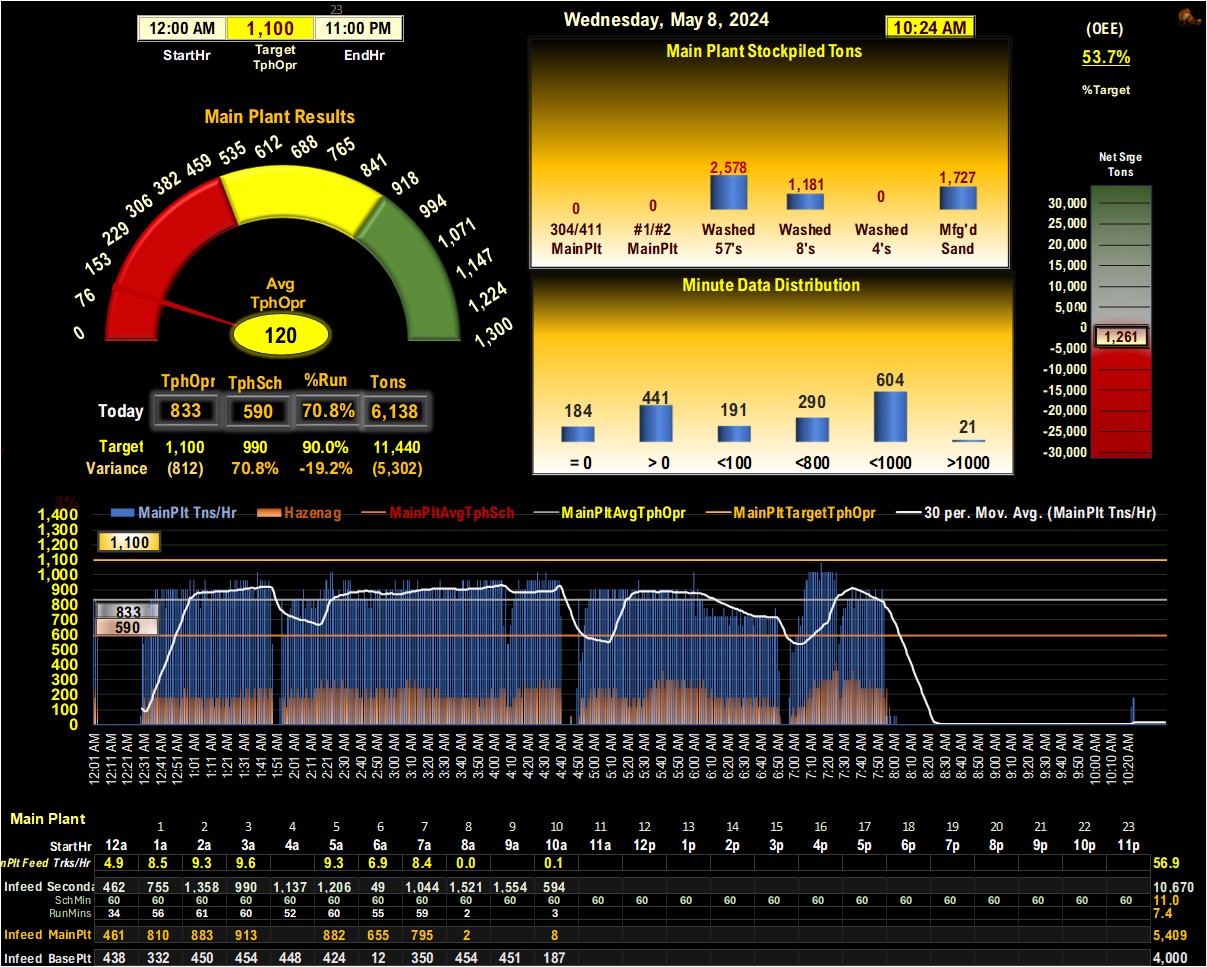 23
12:00 AM 1,100 11:00 PM
StartHr Target TphOpr EndHr
Wednesday, May 8, 2024
10:24 AM
(OEE)
53.7%
%Target
Main Plant Results
0 76 153 229 306 382 459 535 612 688 765 841 918 994 1,071 1,147 1,224 1,300
Avg
TphOpr
120
TphOpr TphSch %Run Tons
Today 833 590 70.8% 6,138
Target 1,100 990 90.0% 11,440
Variance (812) 70.8% -19.2% (5,302)
Main Plant Stockpiled Tons
0 0 2,578 1,181 0 1,727
304/411 #1/#2 Washed Washed Washed Mfg'd
MainPlt MainPlt 57's 8's 4's Sand
Minute Data Distribution
184 441 191 290 604 21
= 0 > 0 <100 <800 <1000 >1000
Net Srge
Tons
30,000
25,000
20,000
15,000
10,000
5,000
0
1,261
-5,000
-10,000
-15,000
-20,000
-25,000
-30,000
3%
MainPlt Tns/Hr Hazenag MainPltAvgTphSch MainPltAvgTphOpr MainPltTargetTphOpr 30 per. Mov. Avg. (MainPlt Tns/Hr)
1,400
1,300
1,200
1,100
1,000
900
800
700
600
500
400
300
200
100
0
1,100
833
590
12:01 AM 12:11 AM 12:21 AM 12:31 AM 12:41 AM 12:51 AM 1:01 AM 1:11 AM 1:21 AM 1:31 AM 1:41 AM 1:51 AM 2:01 AM 2:11 AM 2:21 AM 2:30 AM 2:40 AM 2:50 AM 3:00 AM 3:10 AM 3:20 AM 3:30 AM 3:40 AM 3:50 AM 4:00 AM 4:10 AM 4:20 AM 4:30 AM 4:40 AM 4:50 AM 5:00 AM 5:10 AM 5:20 AM 5:30 AM 5:40 AM 5:50 AM 6:00 AM 6:10 AM 6:20 AM 6:30 AM 6:40 AM 6:50 AM 7:00 AM 7:10 AM 7:20 AM 7:30 AM 7:40 AM 7:50 AM 8:00 AM 8:10 AM 8:20 AM 8:30 AM 8:40 AM 8:50 AM 9:00 AM 9:10 AM 9:20 AM 9:30 AM 9:40 AM 9:50 AM 10:00 AM 10:10 AM 10:20 AM
Main Plant
1 2 3 4 5 6 7 8 9 10 11 12 13 14 15 16 17 18 19 20 21 22 23
StartHr 12a 1a 2a 3a 4a 5a 6a 7a 8a 9a 10a 11a 12p 1p 2p 3p 4p 5p 6p 7p 8p 9p 10p 11p
nPlt Feed Trks/Hr 4.9 8.5 9.3 9.6 9.3 6.9 8.4 0.0 0.1 56.9
Infeed Seconda 462 755 1,358 990 1,137 1,206 49 1,044 1,521 1,554 594 10,670
SchMin 60 60 60 60 60 60 60 60 60 60 60 60 60 60 60 60 60 60 60 60 60 60 60 60 11.0
RunMins 34 56 61 60 52 60 55 59 2 3 7.4
Infeed MainPlt 461 810 883 913 882 655 795 2 8 5,409
Infeed BasePlt 438 332 450 454 448 424 12 350 454 451 187 4,000